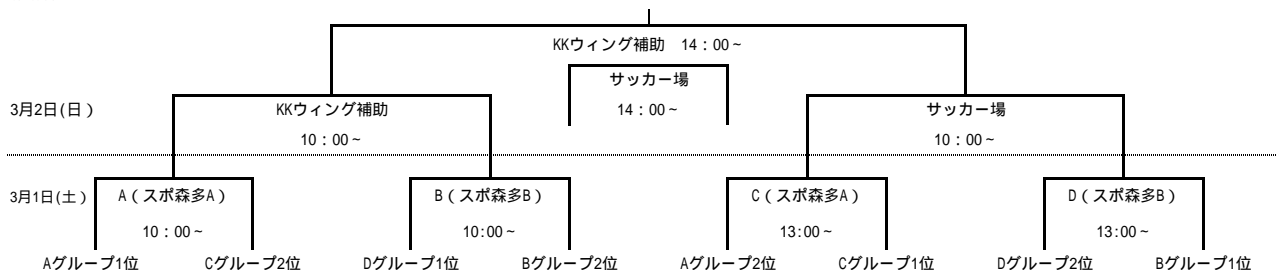 KKウィング補助　14：00~
サッカー場
3月2日(日)　KKウィング補助　14：00~　サッカー場
10：00~　10：00~
3月1日(土)　A(スポ森多A)　B(スポ森多B)　C(スポ森多A)　D(スポ森多B)
10：00~　10:00~　13:00~　13:00~
Aグループ1位　Cグループ2位　Dグループ1位　Bグループ2位　Aグループ2位　Cグループ1位　Dグループ2位　Bグループ1位